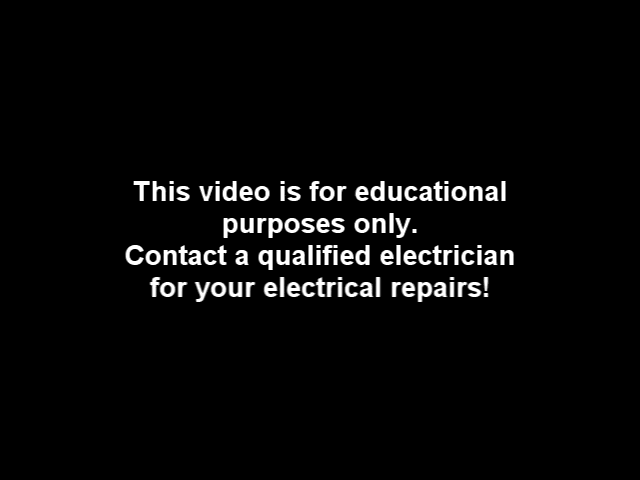 This video is for educational
purposes only.
Contact a qualified electrician
for your electrical repairs!